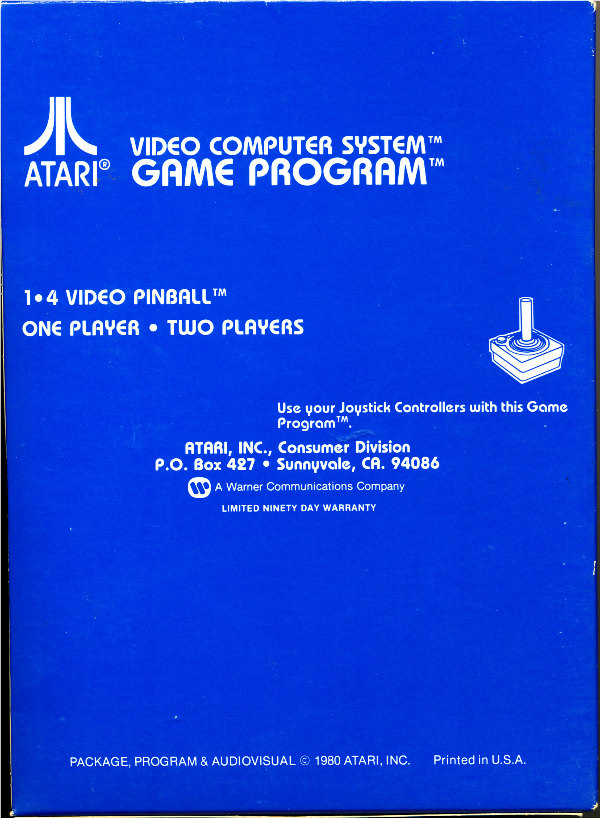 ATARI®
VIDEO COMPUTER SYSTEM™
GAME PROGRAM™
1•4 VIDEO PINBALL™
ONE PLAYER • TWO PLAYERS
Use your Joystick Controllers with this Game
Program™.
ATARI, INC., Consumer Division
P.O. Box 427 • Sunnyvale, CA. 94086
A Warner Communications Company
LIMITED NINETY DAY WARRANTY
PACKAGE, PROGRAM & AUDIOVISUAL © 1980 ATARI, INC. Printed in U.S.A.